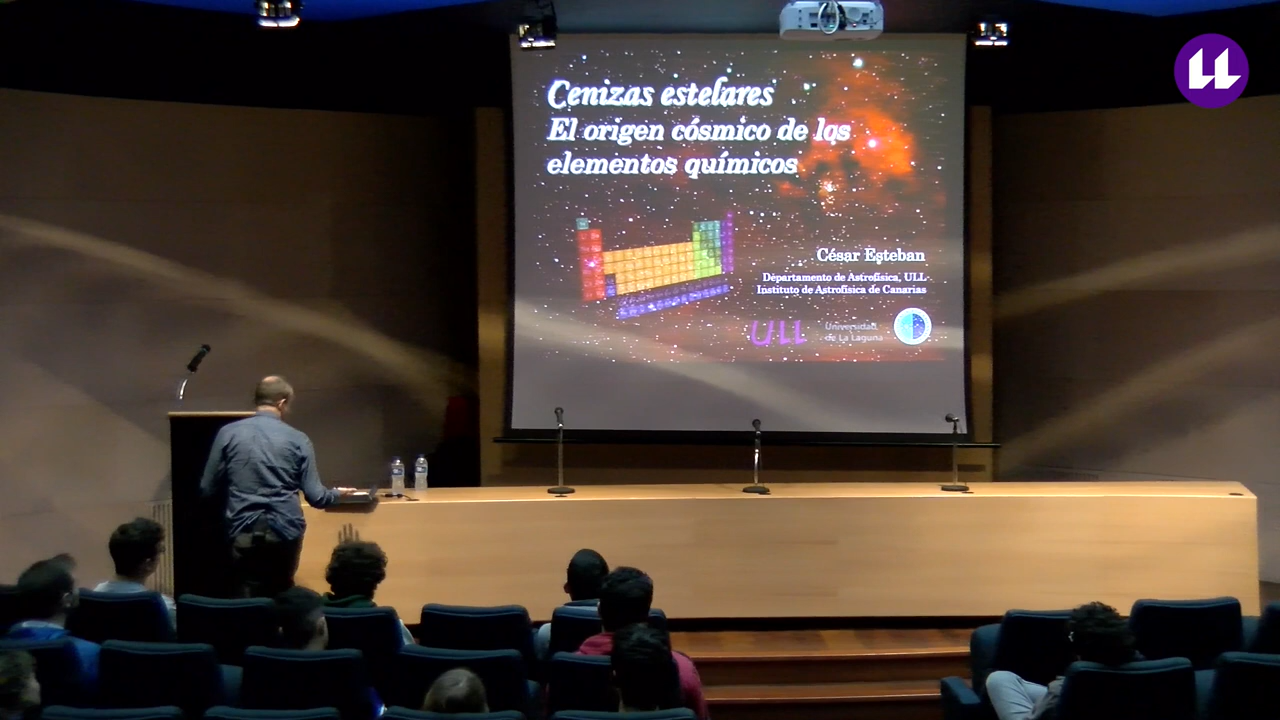 Cenizas estelares
El origen cósmico de los
elementos químicos
César Esteban
Departamento de Astrofísica, ULL
Instituto de Astrofísica de Canarias
ULL
Universidad
de La Laguna